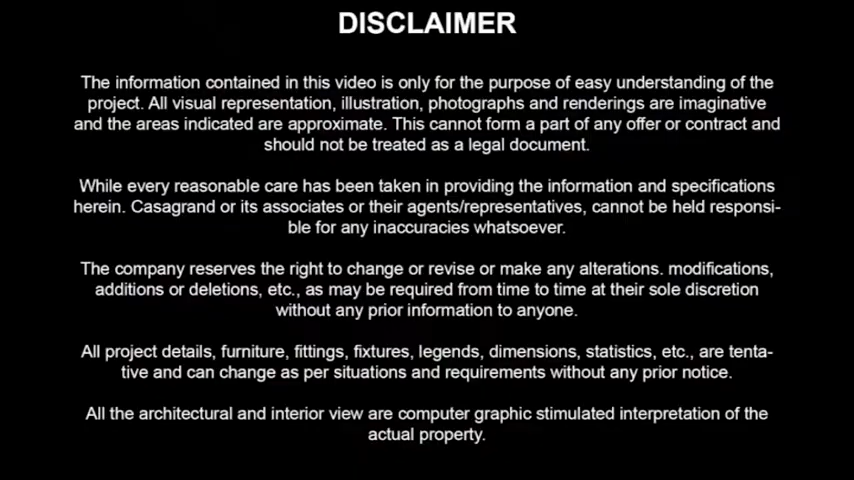 DISCLAIMER
The information contained in this video is only for the purpose of easy understanding of the
project. All visual representation, illustration, photographs and renderings are imaginative
and the areas indicated are approximate. This cannot form a part of any offer or contract and
should not be treated as a legal document.
While every reasonable care has been taken in providing the information and specifications
herein. Casagrand or its associates or their agents/representatives, cannot be held responsi-
ble for any inaccuracies whatsoever.
The company reserves the right to change or revise or make any alterations. modifications,
additions or deletions, etc., as may be required from time to time at their sole discretion
without any prior information to anyone.
All project details, furniture, fittings, fixtures, legends, dimensions, statistics, etc., are tenta-
tive and can change as per situations and requirements without any prior notice.
All the architectural and interior view are computer graphic stimulated interpretation of the
actual property.